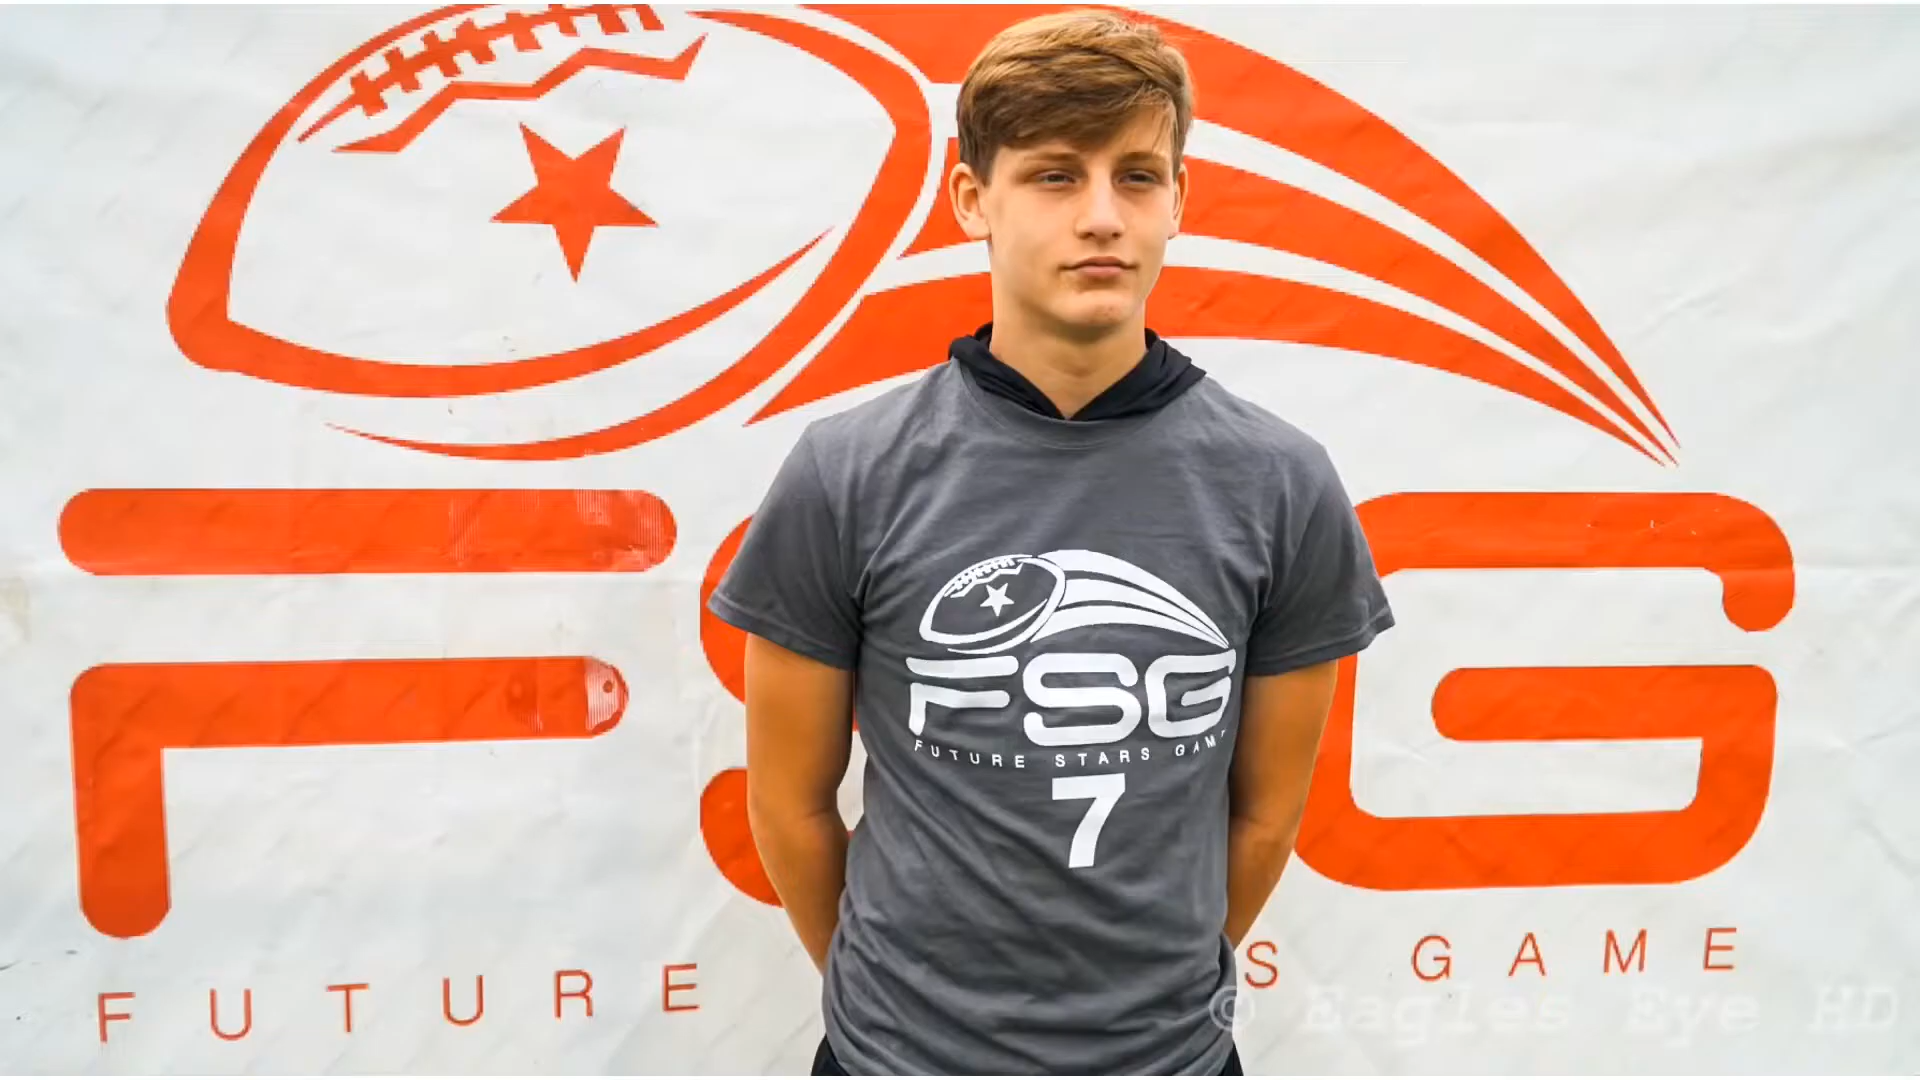 FSG
FUTURE S GAME
FSG
FUTURE STARS GAME
7
© Eagles Eye HD